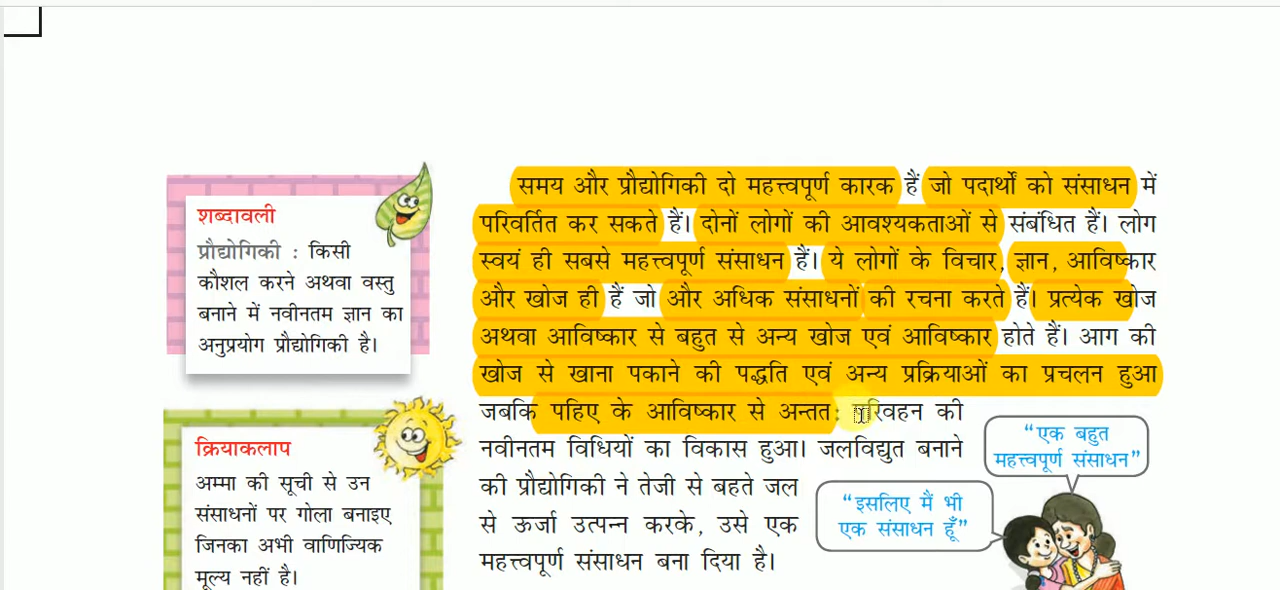 शब्दावली
प्रौद्योगिकी : किसी
कौशल करने अथवा वस्तु
बनाने में नवीनतम ज्ञान का
अनुप्रयोग प्रौद्योगिकी है।
क्रियाकलाप
अम्मा की सूची से उन
संसाधनों पर गोला बनाइए
जिनका अभी वाणिज्यिक
मूल्य नहीं है।
समय और प्रौद्योगिकी दो महत्त्वपूर्ण कारक हैं जो पदार्थों को संसाधन में
परिवर्तित कर सकते हैं। दोनों लोगों की आवश्यकताओं से संबंधित हैं। लोग
स्वयं ही सबसे महत्त्वपूर्ण संसाधन हैं। ये लोगों के विचार, ज्ञान, आविष्कार
और खोज ही हैं जो और अधिक संसाधनों की रचना करते हैं। प्रत्येक खोज
अथवा आविष्कार से बहुत से अन्य खोज एवं आविष्कार होते हैं। आग की
खोज से खाना पकाने की पद्धति एवं अन्य प्रक्रियाओं का प्रचलन हुआ
जबकि पहिए के आविष्कार से अन्तत: परिवहन की
नवीनतम विधियों का विकास हुआ। जलविद्युत बनाने
की प्रौद्योगिकी ने तेजी से बहते जल
से ऊर्जा उत्पन्न करके, उसे एक
महत्त्वपूर्ण संसाधन बना दिया है।
“एक बहुत
महत्त्वपूर्ण संसाधन”
“इसलिए मैं भी
एक संसाधन हूँ”